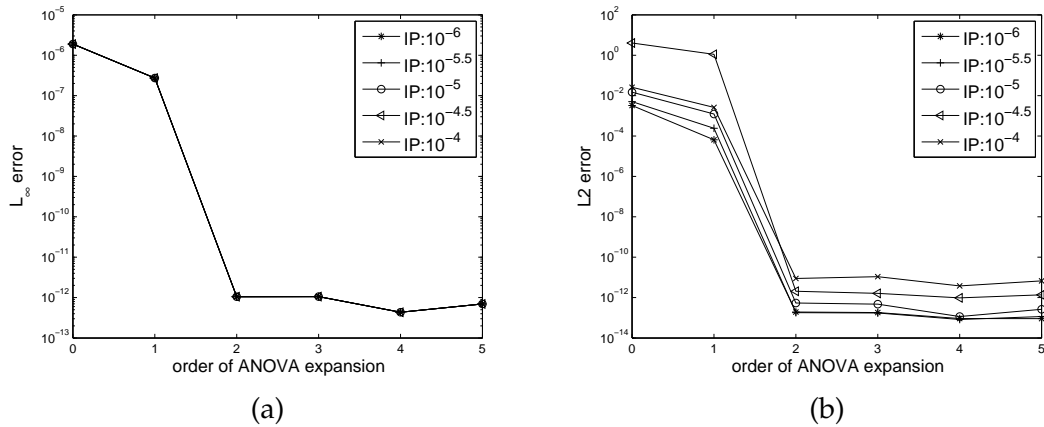 10⁻⁵
10⁻⁶
10⁻⁷
10⁻⁸
10⁻⁹
10⁻¹⁰
10⁻¹¹
10⁻¹²
10⁻¹³
L∞ error
0 1 2 3 4 5
order of ANOVA expansion
IP:10⁻⁶
IP:10⁻⁵·⁵
IP:10⁻⁵
IP:10⁻⁴·⁵
IP:10⁻⁴
(a)
10²
10⁰
10⁻²
10⁻⁴
10⁻⁶
10⁻⁸
10⁻¹⁰
10⁻¹²
10⁻¹⁴
L2 error
0 1 2 3 4 5
order of ANOVA expansion
IP:10⁻⁶
IP:10⁻⁵·⁵
IP:10⁻⁵
IP:10⁻⁴·⁵
IP:10⁻⁴
(b)